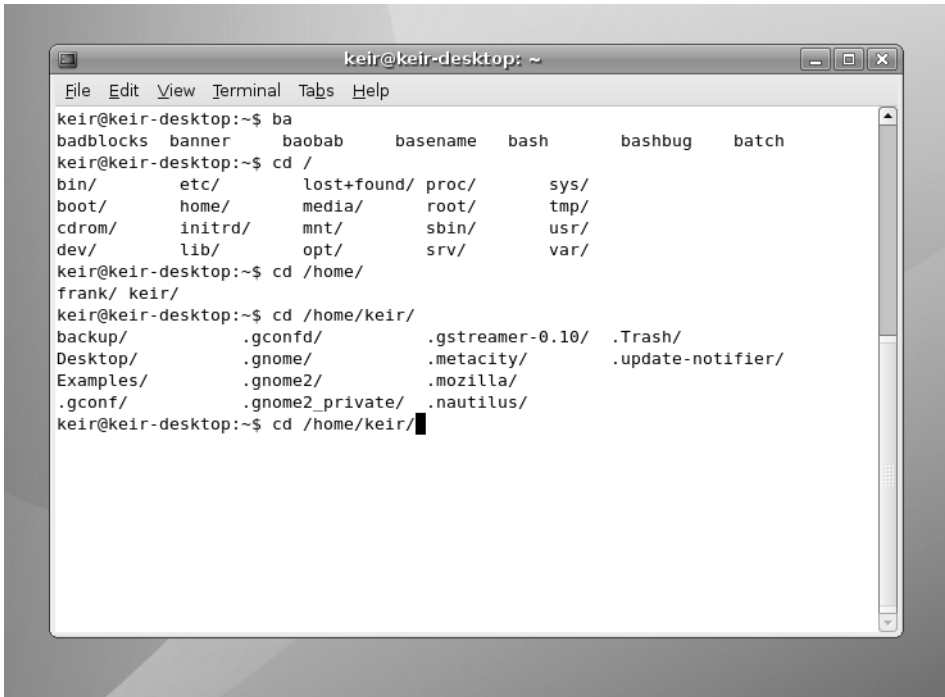 keir@keir-desktop: ~
File Edit View Terminal Tabs Help
keir@keir-desktop:~$ ba
badblocks banner baobab basename bash bashbug batch
keir@keir-desktop:~$ cd /
bin/ etc/ lost+found/ proc/ sys/
boot/ home/ media/ root/ tmp/
cdrom/ initrd/ mnt/ sbin/ usr/
dev/ lib/ opt/ srv/ var/
keir@keir-desktop:~$ cd /home/
frank/ keir/
keir@keir-desktop:~$ cd /home/keir/
backup/ .gconfd/ .gstreamer-0.10/ .Trash/
Desktop/ .gnome/ .metacity/ .update-notifier/
Examples/ .gnome2/ .mozilla/
.gconf/ .gnome2_private/ .nautilus/
keir@keir-desktop:~$ cd /home/keir/